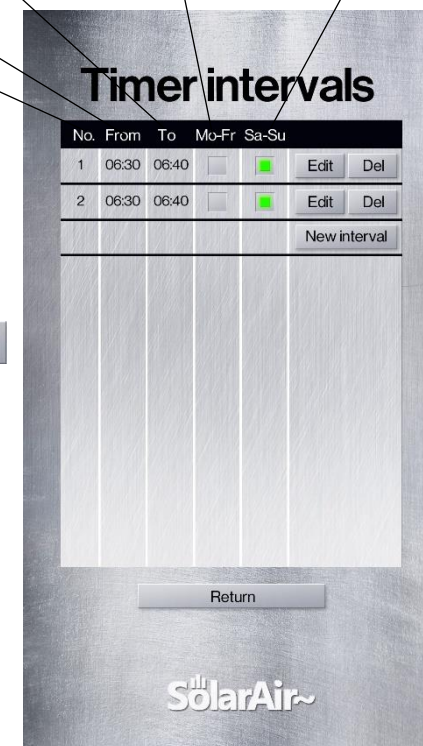 Timer intervals
No. From To Mo-Fr Sa-Su
1 06:30 06:40 Edit Del
2 06:30 06:40 Edit Del
New interval
Return
SolarAir~